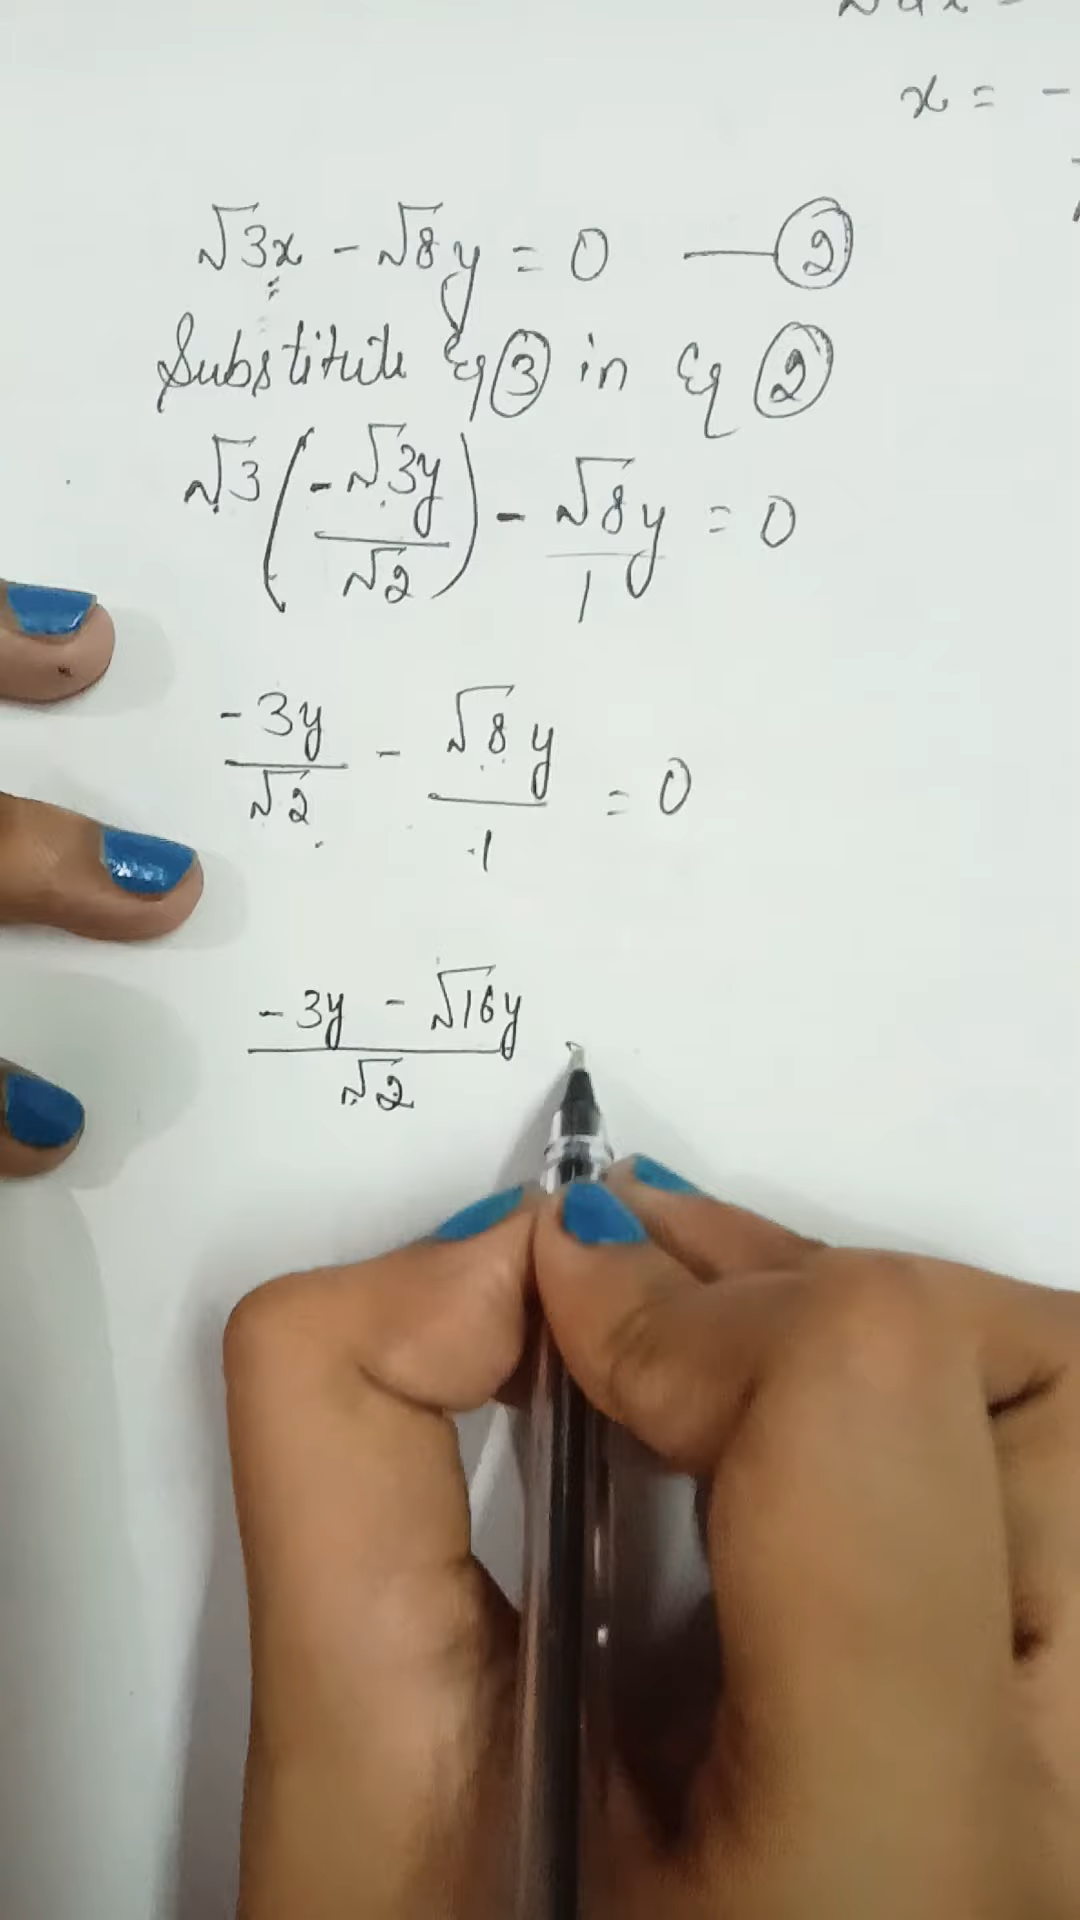 x = -
√3x - √8y = 0 — ②
Substitute Eq ③ in Eq ②
√3 (-√3y/√2) - √8y/1 = 0
-3y/√2 - √8y/1 = 0
-3y - √16y/√2